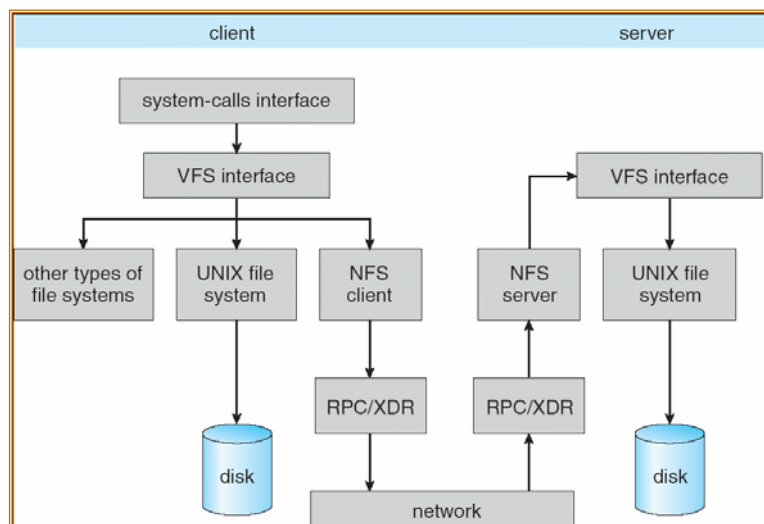 client
server
system-calls interface
VFS interface
VFS interface
other types of
file systems
UNIX file
system
NFS
client
NFS
server
UNIX file
system
RPC/XDR
RPC/XDR
disk
disk
network